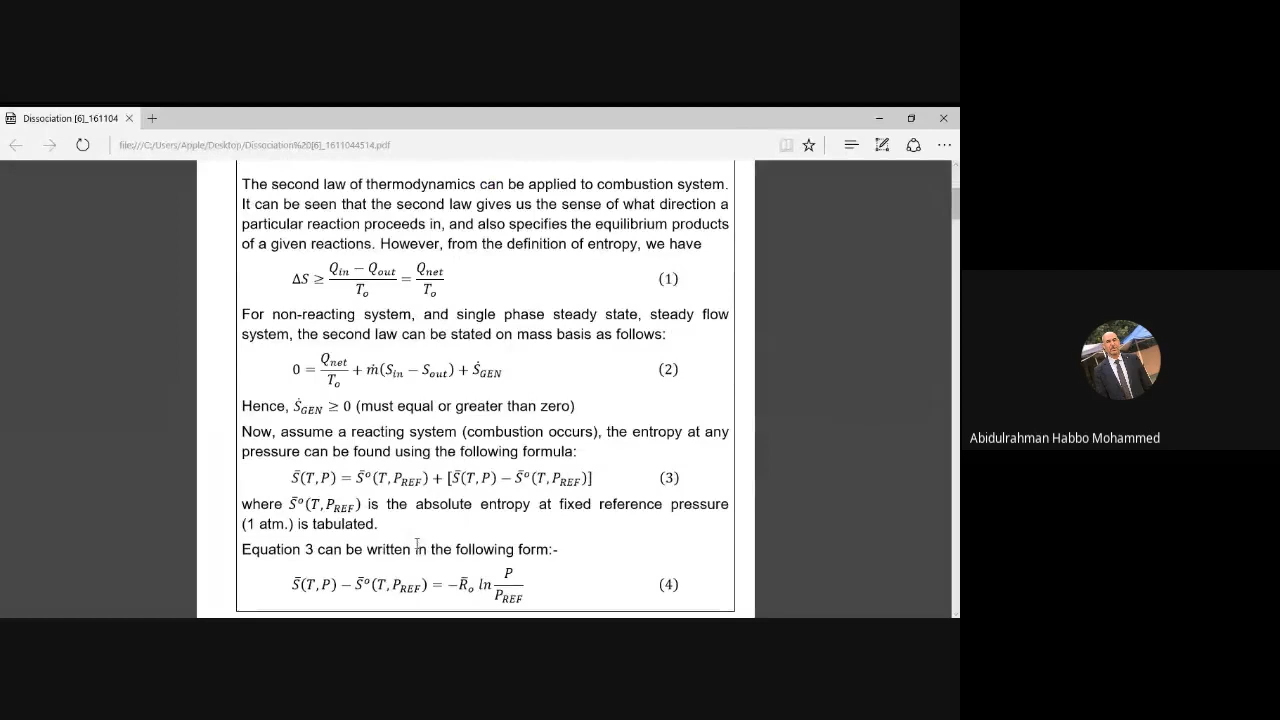 Dissociation [6]_161104
file:///C:/Users/Apple/Desktop/Dissociation%20[6]_1611044514.pdf
The second law of thermodynamics can be applied to combustion system.
It can be seen that the second law gives us the sense of what direction a
particular reaction proceeds in, and also specifies the equilibrium products
of a given reactions. However, from the definition of entropy, we have
ΔS ≥ (Q_in − Q_out)/T_o = Q_net/T_o (1)
For non-reacting system, and single phase steady state, steady flow
system, the second law can be stated on mass basis as follows:
0 = Q_net/T_o + ṁ(S_in − S_out) + Ṡ_GEN (2)
Hence, Ṡ_GEN ≥ 0 (must equal or greater than zero)
Now, assume a reacting system (combustion occurs), the entropy at any
pressure can be found using the following formula:
S̄(T, P) = S̄°(T, P_REF) + [S̄(T, P) − S̄°(T, P_REF)] (3)
where S̄°(T, P_REF) is the absolute entropy at fixed reference pressure
(1 atm.) is tabulated.
Equation 3 can be written in the following form:-
S̄(T, P) − S̄°(T, P_REF) = −R̄_o ln P/P_REF (4)
Abidulrahman Habbo Mohammed